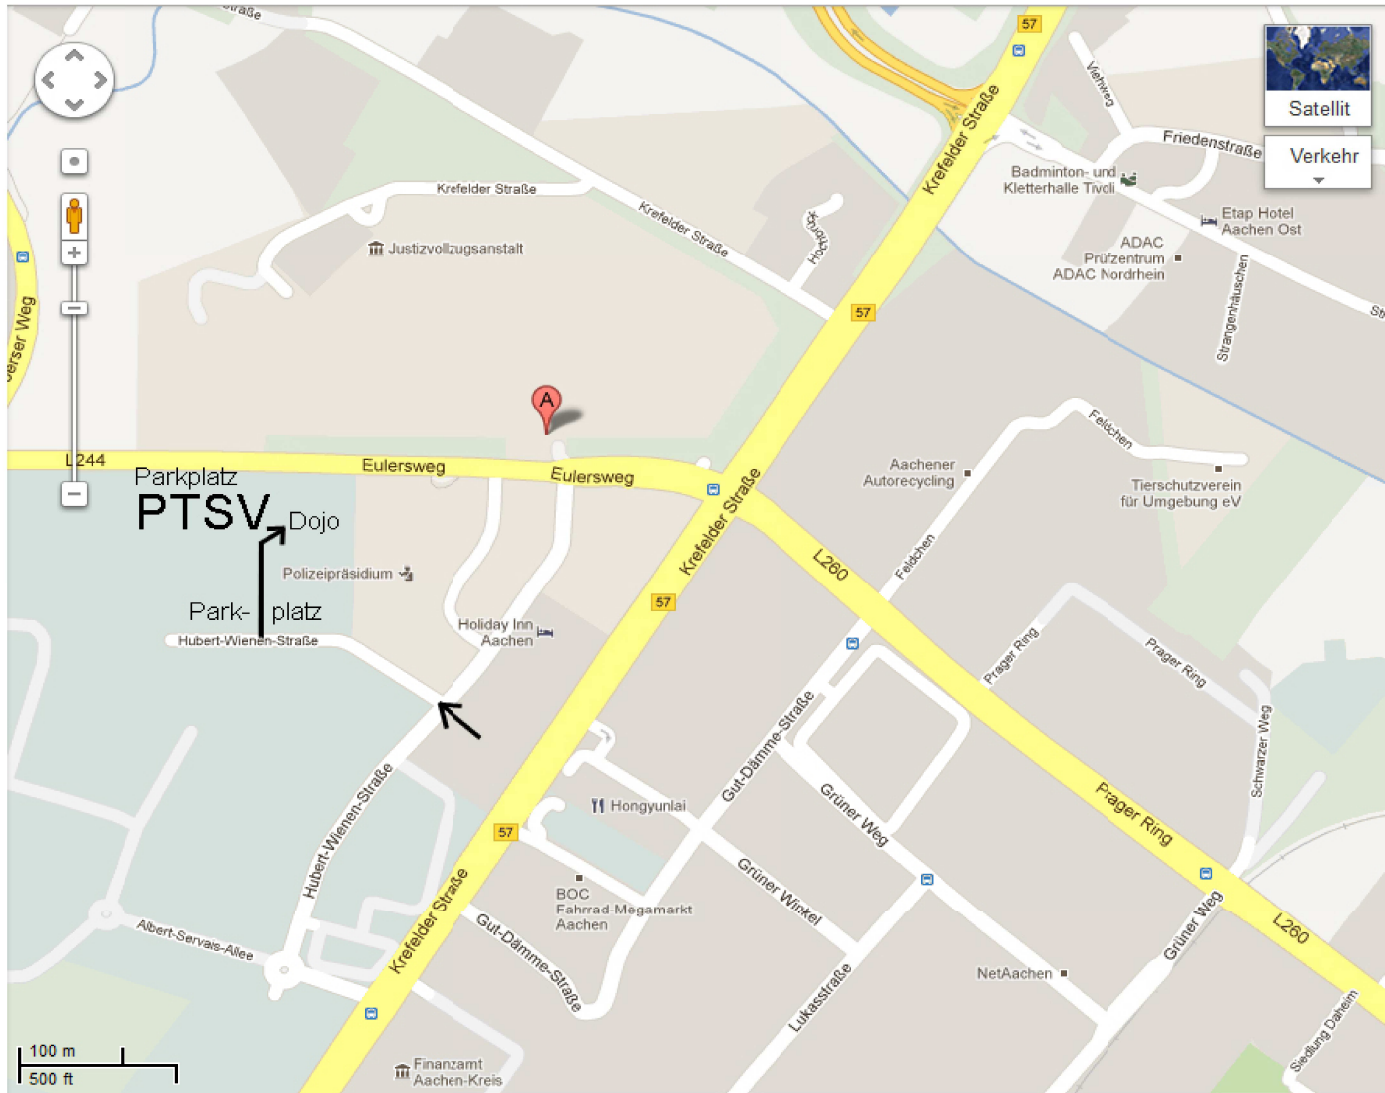 straße
57
Satellit
Verkehr
Viehweg
Friedenstraße
Krefelder Straße
Badminton- und
Kletterhalle Tivoli
Krefelder Straße
Krefelder Straße
Etap Hotel
Aachen Ost
Justizvollzugsanstalt
ADAC
Prüfzentrum
ADAC Nordrhein
Strangenhäuschen
57
erser Weg
A
Feldchen
L244
Eulersweg
Eulersweg
Parkplatz
PTSV
Dojo
Krefelder Straße
Aachener
Autorecycling
Tierschutzverein
für Umgebung eV
Feldchen
L260
Polizeipräsidium
Park- platz
57
Hubert-Wienen-Straße
Holiday Inn
Aachen
Prager Ring
Prager Ring
Schwarzer Weg
Gut-Dämme-Straße
Hubert-Wienen-Straße
Hongyunlai
Grüner Weg
Prager Ring
57
Grüner Winkel
BOC
Fahrrad-Megamarkt
Aachen
Krefelder Straße
Gut-Dämme-Straße
Albert-Servais-Allee
Grüner Weg
L260
NetAachen
Lukasstraße
Siedlung Daheim
Finanzamt
Aachen-Kreis
100 m
500 ft